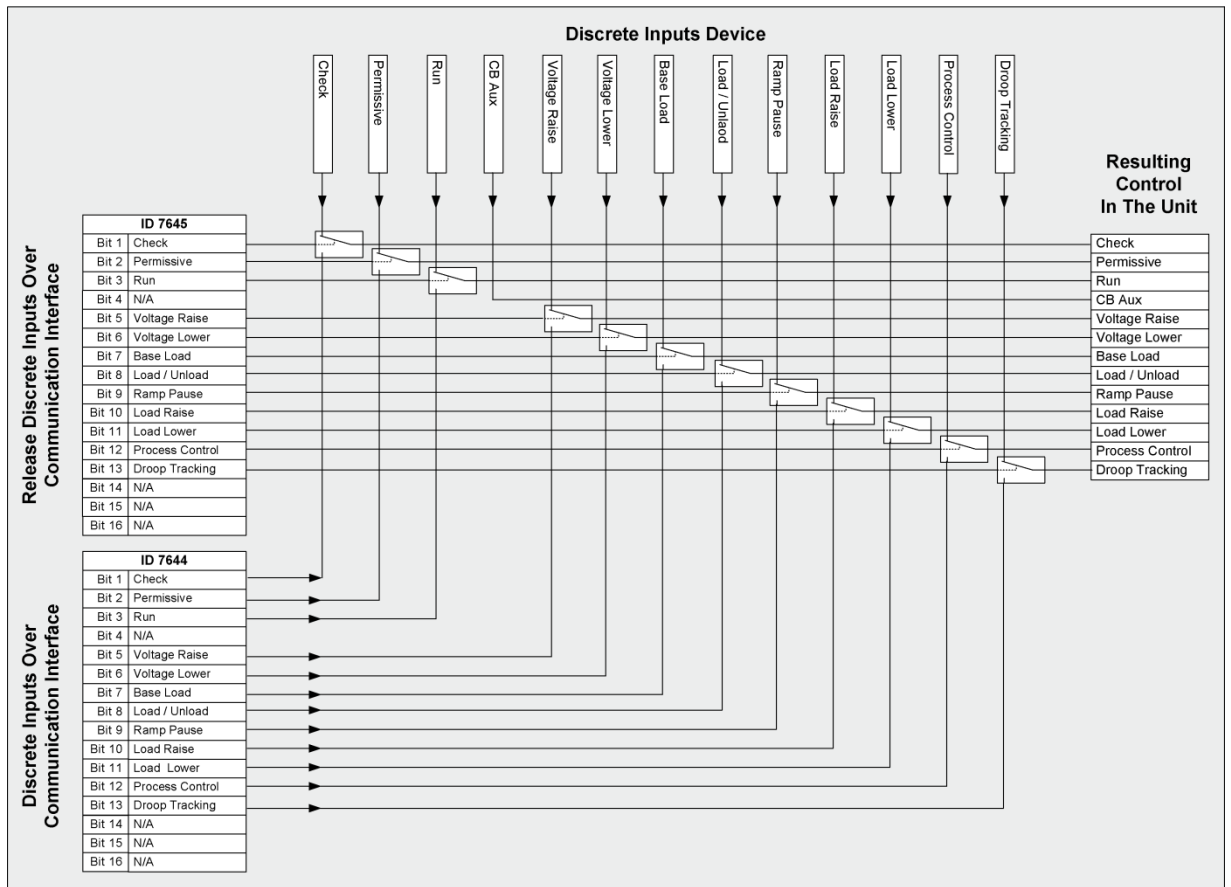 Discrete Inputs Device
Check
Permissive
Run
CB Aux
Voltage Raise
Voltage Lower
Base Load
Load / Unlaod
Ramp Pause
Load Raise
Load Lower
Process Control
Droop Tracking
Resulting
Control
In The Unit
Release Discrete Inputs Over
Communication Interface
ID 7645
Bit 1 Check
Bit 2 Permissive
Bit 3 Run
Bit 4 N/A
Bit 5 Voltage Raise
Bit 6 Voltage Lower
Bit 7 Base Load
Bit 8 Load / Unload
Bit 9 Ramp Pause
Bit 10 Load Raise
Bit 11 Load Lower
Bit 12 Process Control
Bit 13 Droop Tracking
Bit 14 N/A
Bit 15 N/A
Bit 16 N/A
Check
Permissive
Run
CB Aux
Voltage Raise
Voltage Lower
Base Load
Load / Unload
Ramp Pause
Load Raise
Load Lower
Process Control
Droop Tracking
Discrete Inputs Over
Communication Interface
ID 7644
Bit 1 Check
Bit 2 Permissive
Bit 3 Run
Bit 4 N/A
Bit 5 Voltage Raise
Bit 6 Voltage Lower
Bit 7 Base Load
Bit 8 Load / Unload
Bit 9 Ramp Pause
Bit 10 Load Raise
Bit 11 Load Lower
Bit 12 Process Control
Bit 13 Droop Tracking
Bit 14 N/A
Bit 15 N/A
Bit 16 N/A